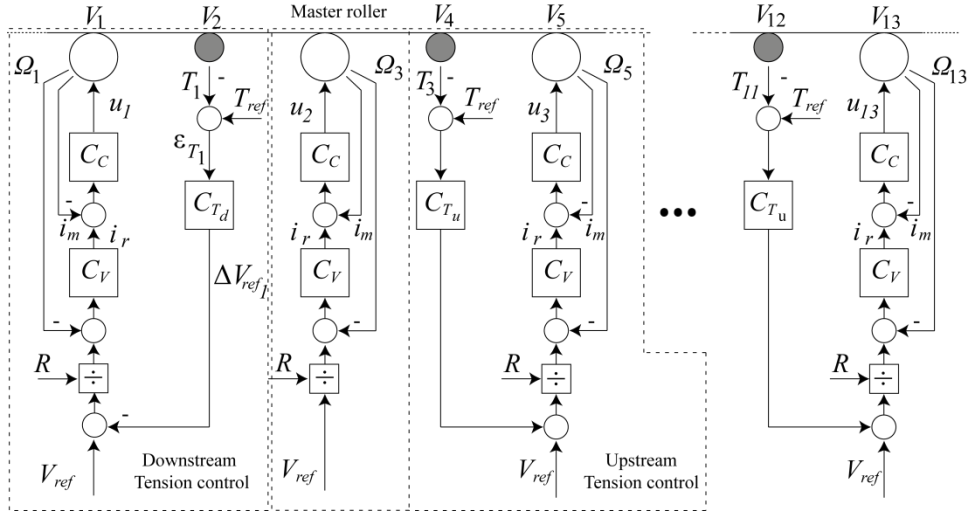 V1 V2 Master roller V4 V5 V12 V13
Ω1 Ω3 Ω5 Ω13
T1 - T3 - T11 -
u1 Tref u2 Tref u3 Tref u13
εT1
CC CC CC CC
CTd CTu CTu
- - - -
im ir ir im ir im ••• ir im
CV CV CV CV
ΔVref1
- - - -
R ÷ R ÷ R ÷ R ÷
-
Vref Vref Vref Vref
Downstream
Tension control
Upstream
Tension control